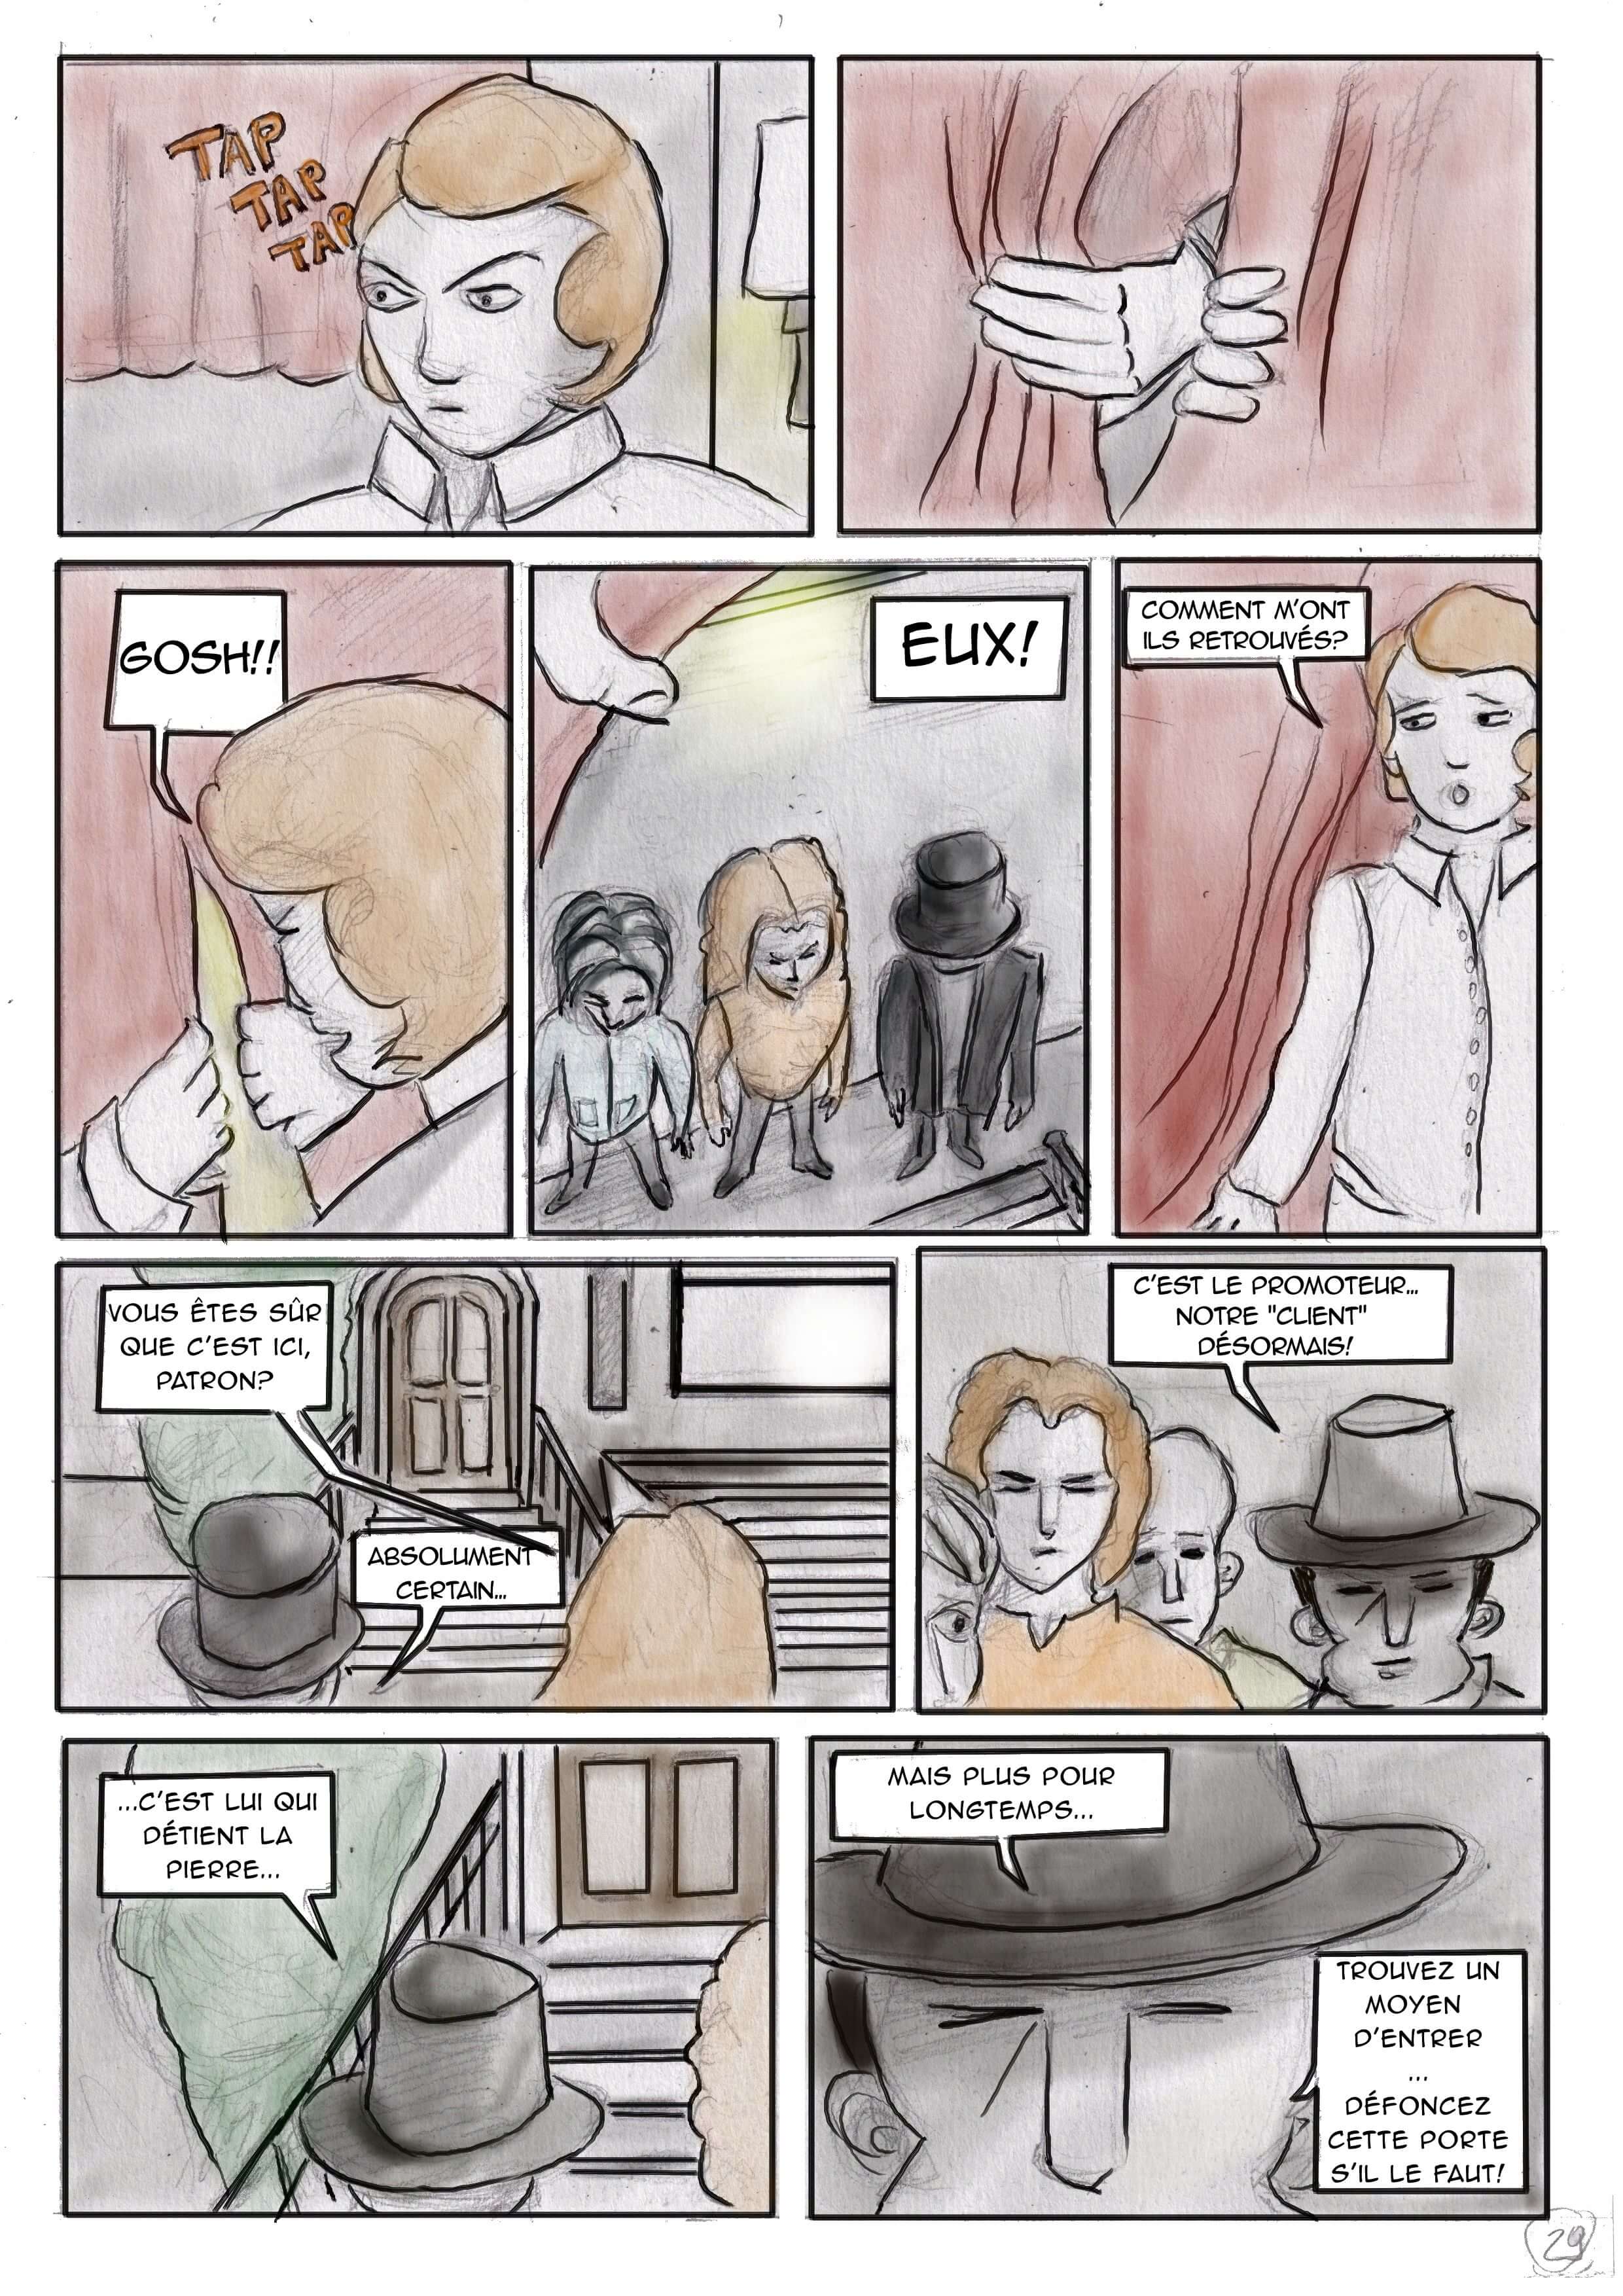 TAP
TAP
TAP
GOSH!!
EUX!
COMMENT M'ONT
ILS RETROUVÉS?
VOUS ÊTES SÛR
QUE C'EST ICI,
PATRON?
ABSOLUMENT
CERTAIN...
C'EST LE PROMOTEUR...
NOTRE "CLIENT"
DÉSORMAIS!
...C'EST LUI QUI
DÉTIENT LA
PIERRE...
MAIS PLUS POUR
LONGTEMPS...
TROUVEZ UN
MOYEN
D'ENTRER
...
DÉFONCEZ
CETTE PORTE
S'IL LE FAUT!
29